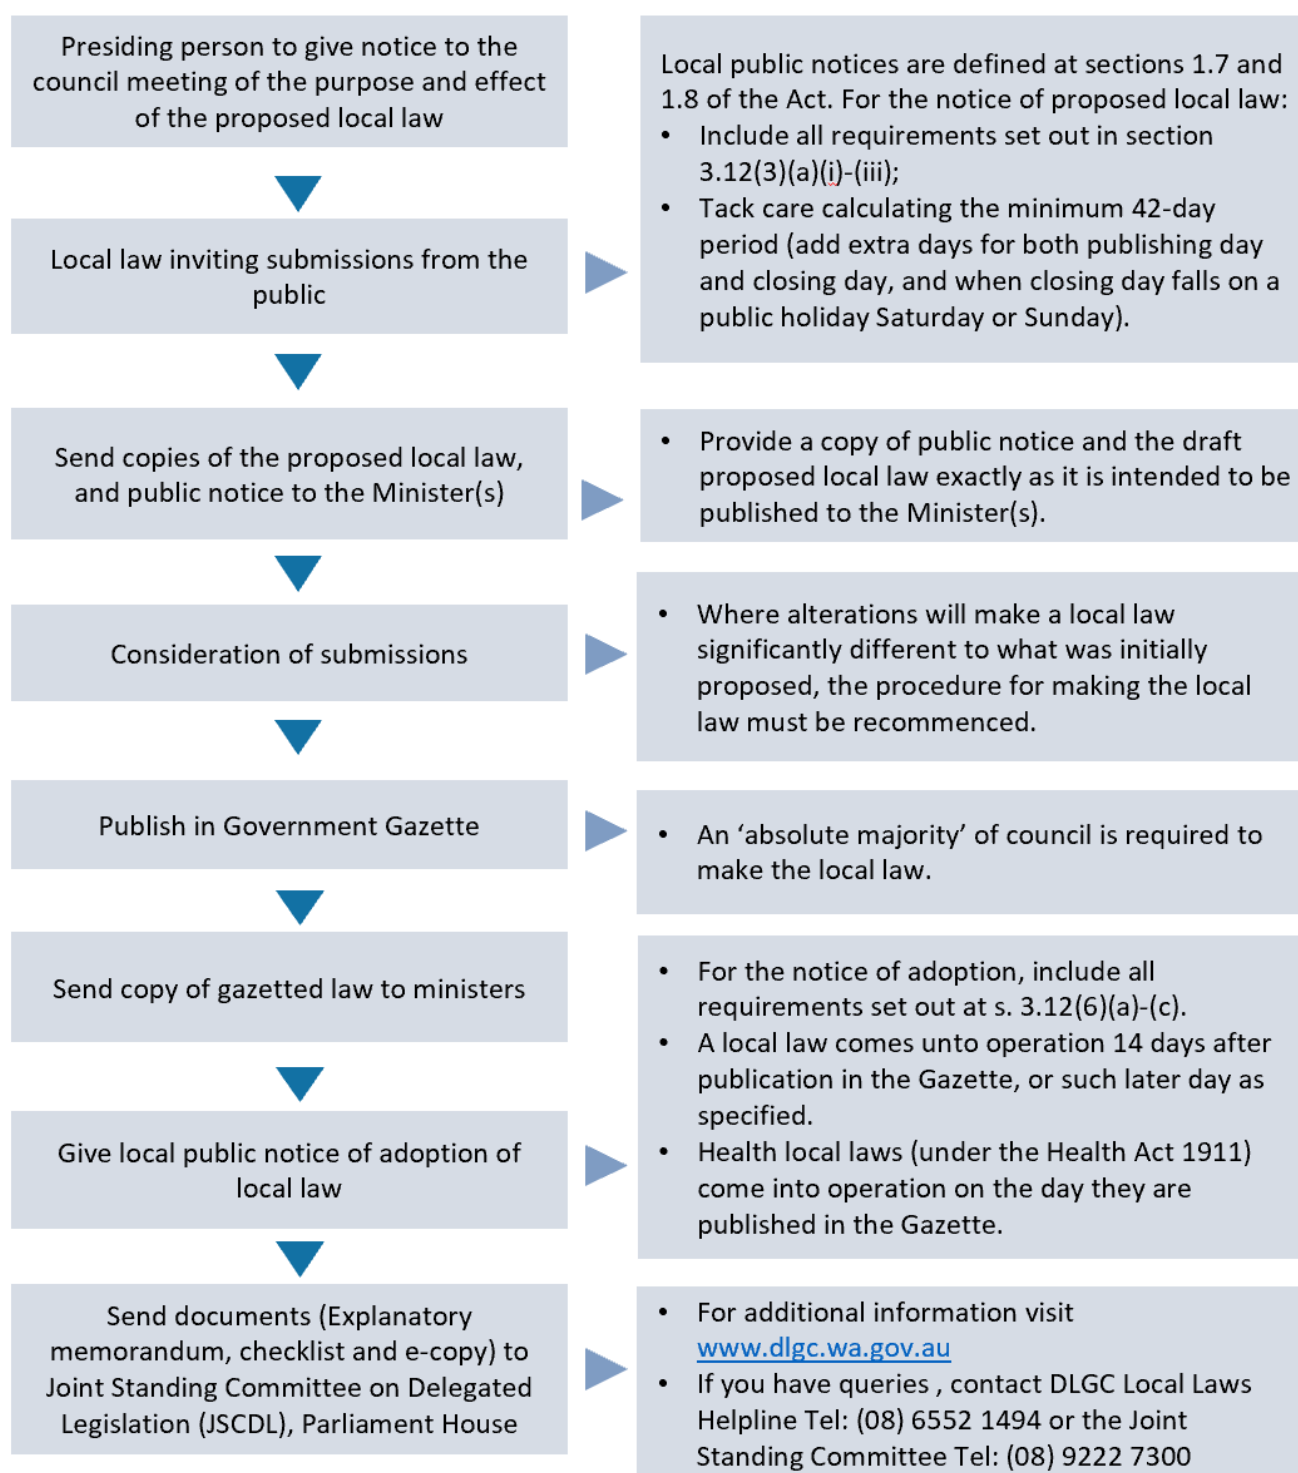 Presiding person to give notice to the
council meeting of the purpose and effect
of the proposed local law
Local public notices are defined at sections 1.7 and
1.8 of the Act. For the notice of proposed local law:
• Include all requirements set out in section
3.12(3)(a)(i)-(iii);
• Tack care calculating the minimum 42-day
period (add extra days for both publishing day
and closing day, and when closing day falls on a
public holiday Saturday or Sunday).
Local law inviting submissions from the
public
Send copies of the proposed local law,
and public notice to the Minister(s)
• Provide a copy of public notice and the draft
proposed local law exactly as it is intended to be
published to the Minister(s).
Consideration of submissions
• Where alterations will make a local law
significantly different to what was initially
proposed, the procedure for making the local
law must be recommenced.
Publish in Government Gazette
• An ‘absolute majority’ of council is required to
make the local law.
Send copy of gazetted law to ministers
• For the notice of adoption, include all
requirements set out at s. 3.12(6)(a)-(c).
• A local law comes unto operation 14 days after
publication in the Gazette, or such later day as
specified.
• Health local laws (under the Health Act 1911)
come into operation on the day they are
published in the Gazette.
Give local public notice of adoption of
local law
Send documents (Explanatory
memorandum, checklist and e-copy) to
Joint Standing Committee on Delegated
Legislation (JSCDL), Parliament House
• For additional information visit
www.dlgc.wa.gov.au
• If you have queries , contact DLGC Local Laws
Helpline Tel: (08) 6552 1494 or the Joint
Standing Committee Tel: (08) 9222 7300